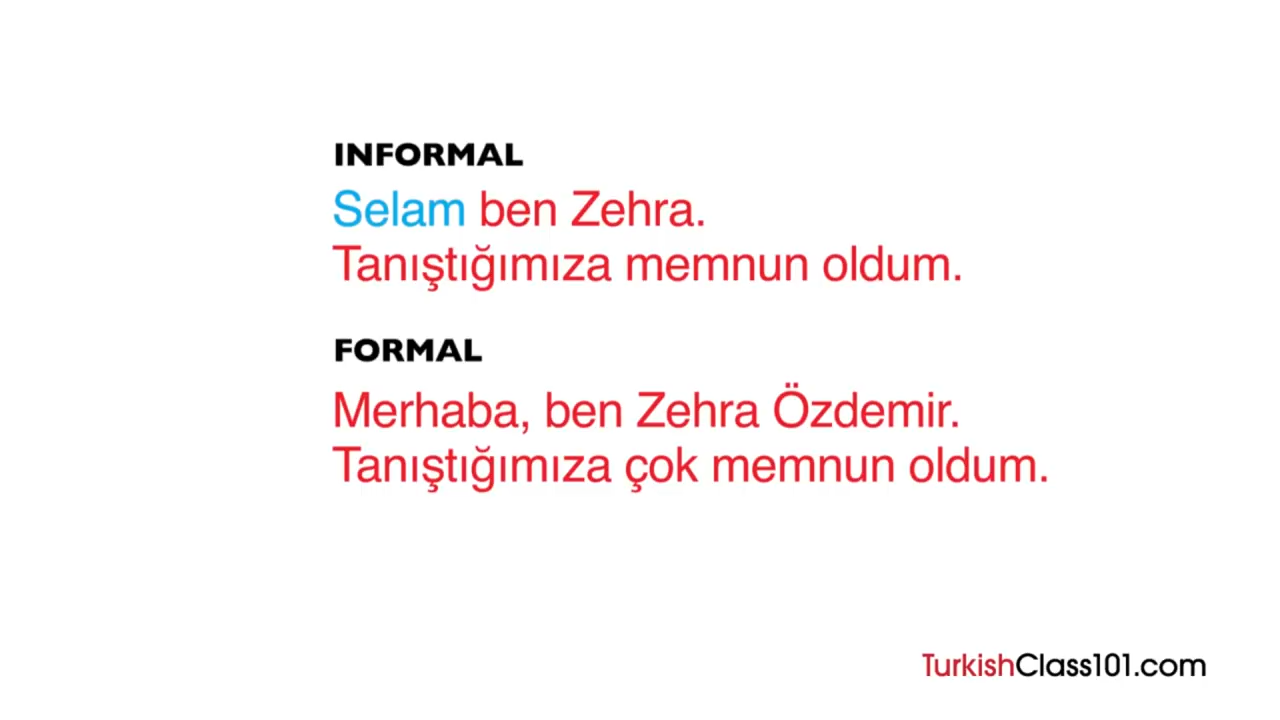 INFORMAL
Selam ben Zehra.
Tanıştığımıza memnun oldum.
FORMAL
Merhaba, ben Zehra Özdemir.
Tanıştığımıza çok memnun oldum.
TurkishClass101.com